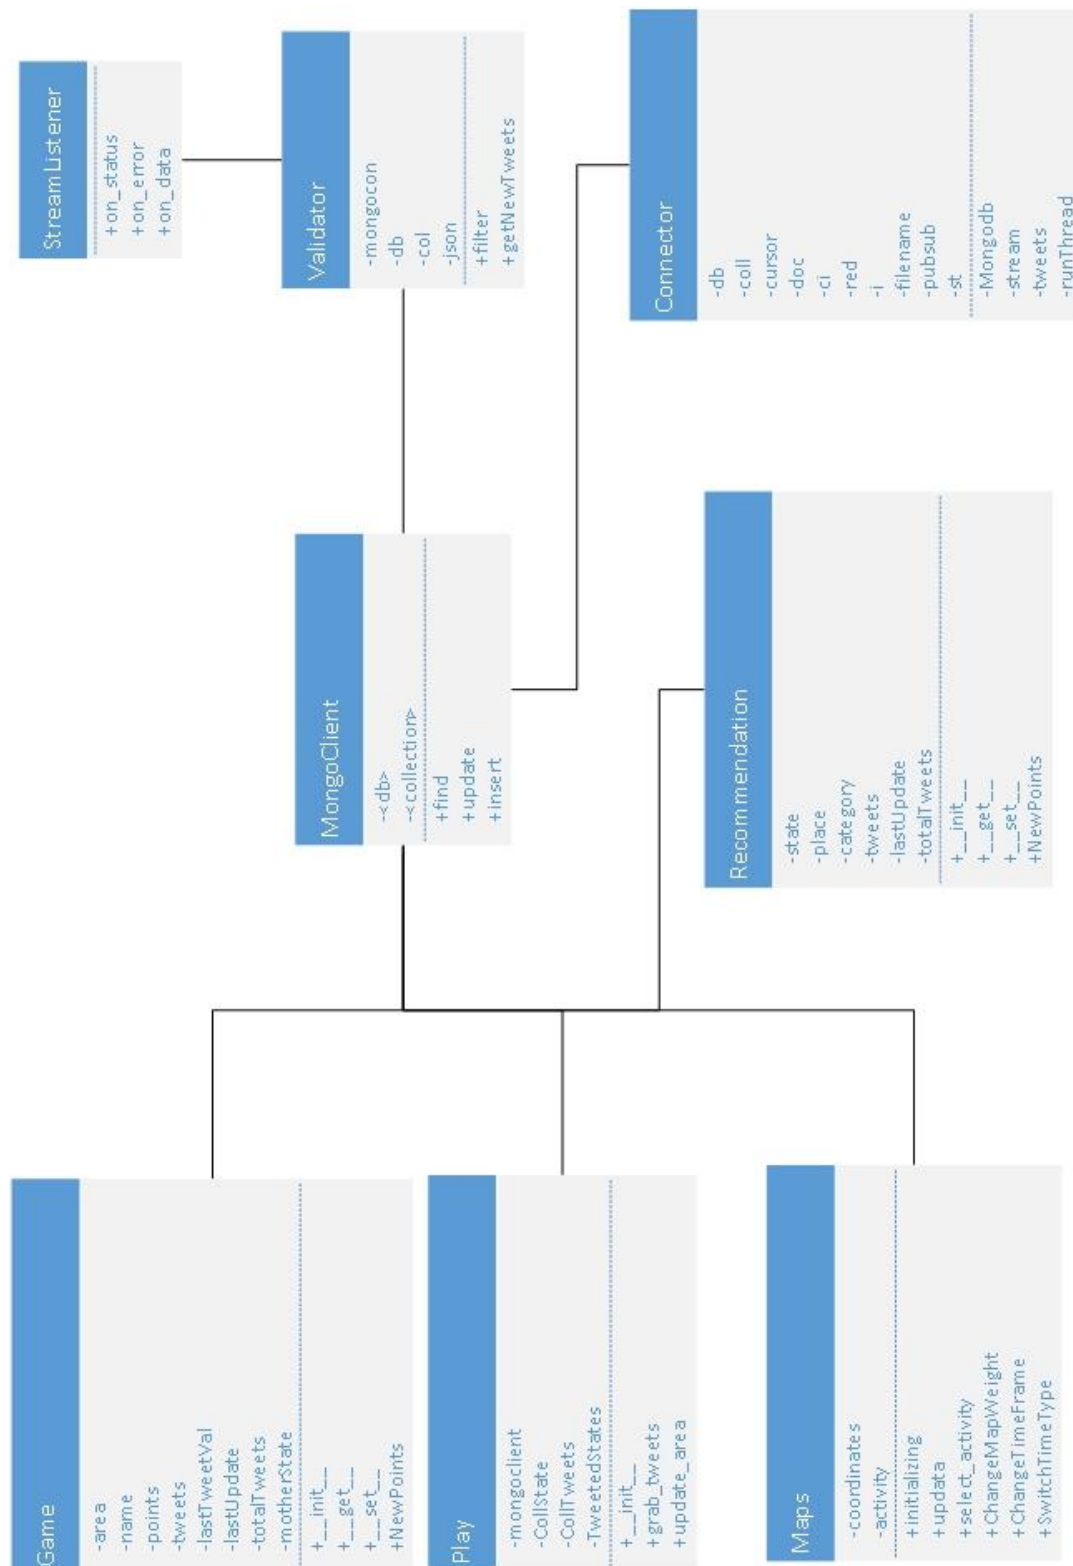 StreamListener
+on_status
+on_error
+on_data
Validator
-mongocon
-db
-col
-json
+filter
+getNewTweets
Connector
-db
-coll
-cursor
-doc
-ci
-red
-i
-filename
-pubsub
-st
-Mongodb
-stream
-tweets
-runThread
MongoClient
-<db>
-<collection>
+find
+update
+insert
Recommendation
-state
-place
-category
-tweets
-lastUpdate
-totalTweets
+__init__
+__get__
+__set__
+NewPoints
Game
-area
-name
-points
-tweets
-lastTweetVal
-lastUpdate
-totalTweets
-motherState
+__init__
+__get__
+__set__
+NewPoints
Play
-mongoclient
-CollState
-CollTweets
-TweetedStates
+__init__
+grab_tweets
+update_area
Maps
-coordinates
-activity
+initializing
+updata
+select_activity
+ChangeMapWeight
+ChangeTimeFrame
+SwitchTimeType